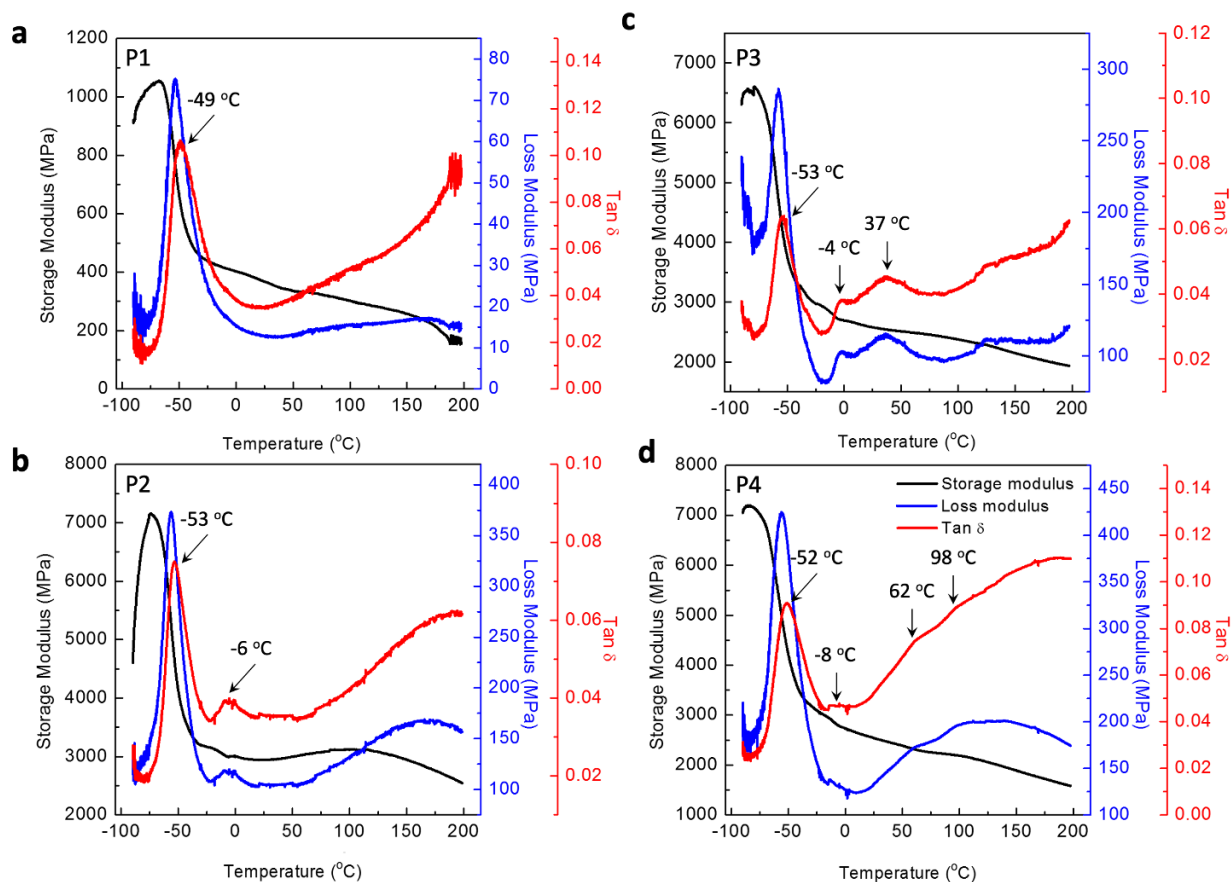 a
P1
Storage Modulus (MPa)
1200
1000
800
600
400
200
0
-100 -50 0 50 100 150 200
Temperature (°C)
-49 °C
80
70
60
50
40
30
20
10
0
Loss Modulus (MPa)
0.14
0.12
0.10
0.08
0.06
0.04
0.02
0.00
Tan δ
c
P3
Storage Modulus (MPa)
7000
6500
6000
5500
5000
4500
4000
3500
3000
2500
2000
-100 -50 0 50 100 150 200
Temperature (°C)
-53 °C
-4 °C
37 °C
300
250
200
150
100
50
Loss Modulus (MPa)
0.12
0.10
0.08
0.06
0.04
0.02
Tan δ
b
P2
Storage Modulus (MPa)
8000
7000
6000
5000
4000
3000
2000
-100 -50 0 50 100 150 200
Temperature (°C)
-53 °C
-6 °C
400
350
300
250
200
150
100
Loss Modulus (MPa)
0.10
0.08
0.06
0.04
0.02
Tan δ
d
P4
Storage Modulus (MPa)
8000
7000
6000
5000
4000
3000
2000
1000
-100 -50 0 50 100 150 200
Temperature (°C)
Storage modulus
Loss modulus
Tan δ
-52 °C
-8 °C
62 °C
98 °C
450
400
350
300
250
200
150
100
Loss Modulus (MPa)
0.14
0.12
0.10
0.08
0.06
0.04
0.02
0.00
Tan δ